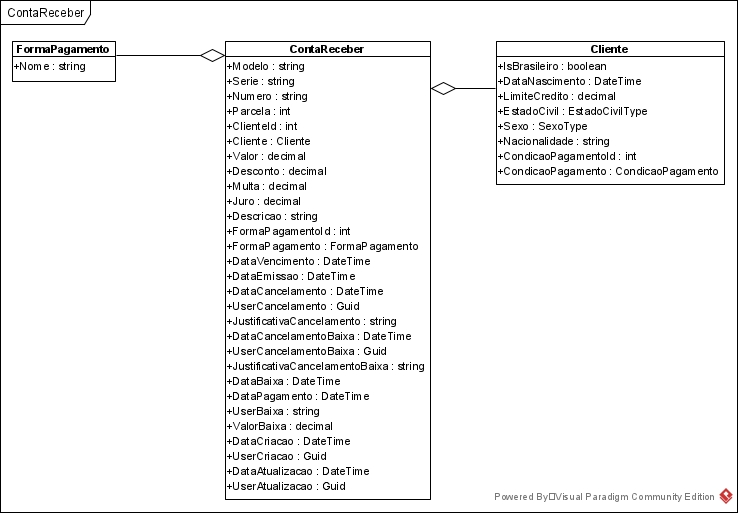 ContaReceber
FormaPagamento
+Nome : string
ContaReceber
+Modelo : string
+Serie : string
+Numero : string
+Parcela : int
+ClienteId : int
+Cliente : Cliente
+Valor : decimal
+Desconto : decimal
+Multa : decimal
+Juro : decimal
+Descricao : string
+FormaPagamentoId : int
+FormaPagamento : FormaPagamento
+DataVencimento : DateTime
+DataEmissao : DateTime
+DataCancelamento : DateTime
+UserCancelamento : Guid
+JustificativaCancelamento : string
+DataCancelamentoBaixa : DateTime
+UserCancelamentoBaixa : Guid
+JustificativaCancelamentoBaixa : string
+DataBaixa : DateTime
+DataPagamento : DateTime
+UserBaixa : string
+ValorBaixa : decimal
+DataCriacao : DateTime
+UserCriacao : Guid
+DataAtualizacao : DateTime
+UserAtualizacao : Guid
Cliente
+IsBrasileiro : boolean
+DataNascimento : DateTime
+LimiteCredito : decimal
+EstadoCivil : EstadoCivilType
+Sexo : SexoType
+Nacionalidade : string
+CondicaoPagamentoId : int
+CondicaoPagamento : CondicaoPagamento
Powered By□Visual Paradigm Community Edition